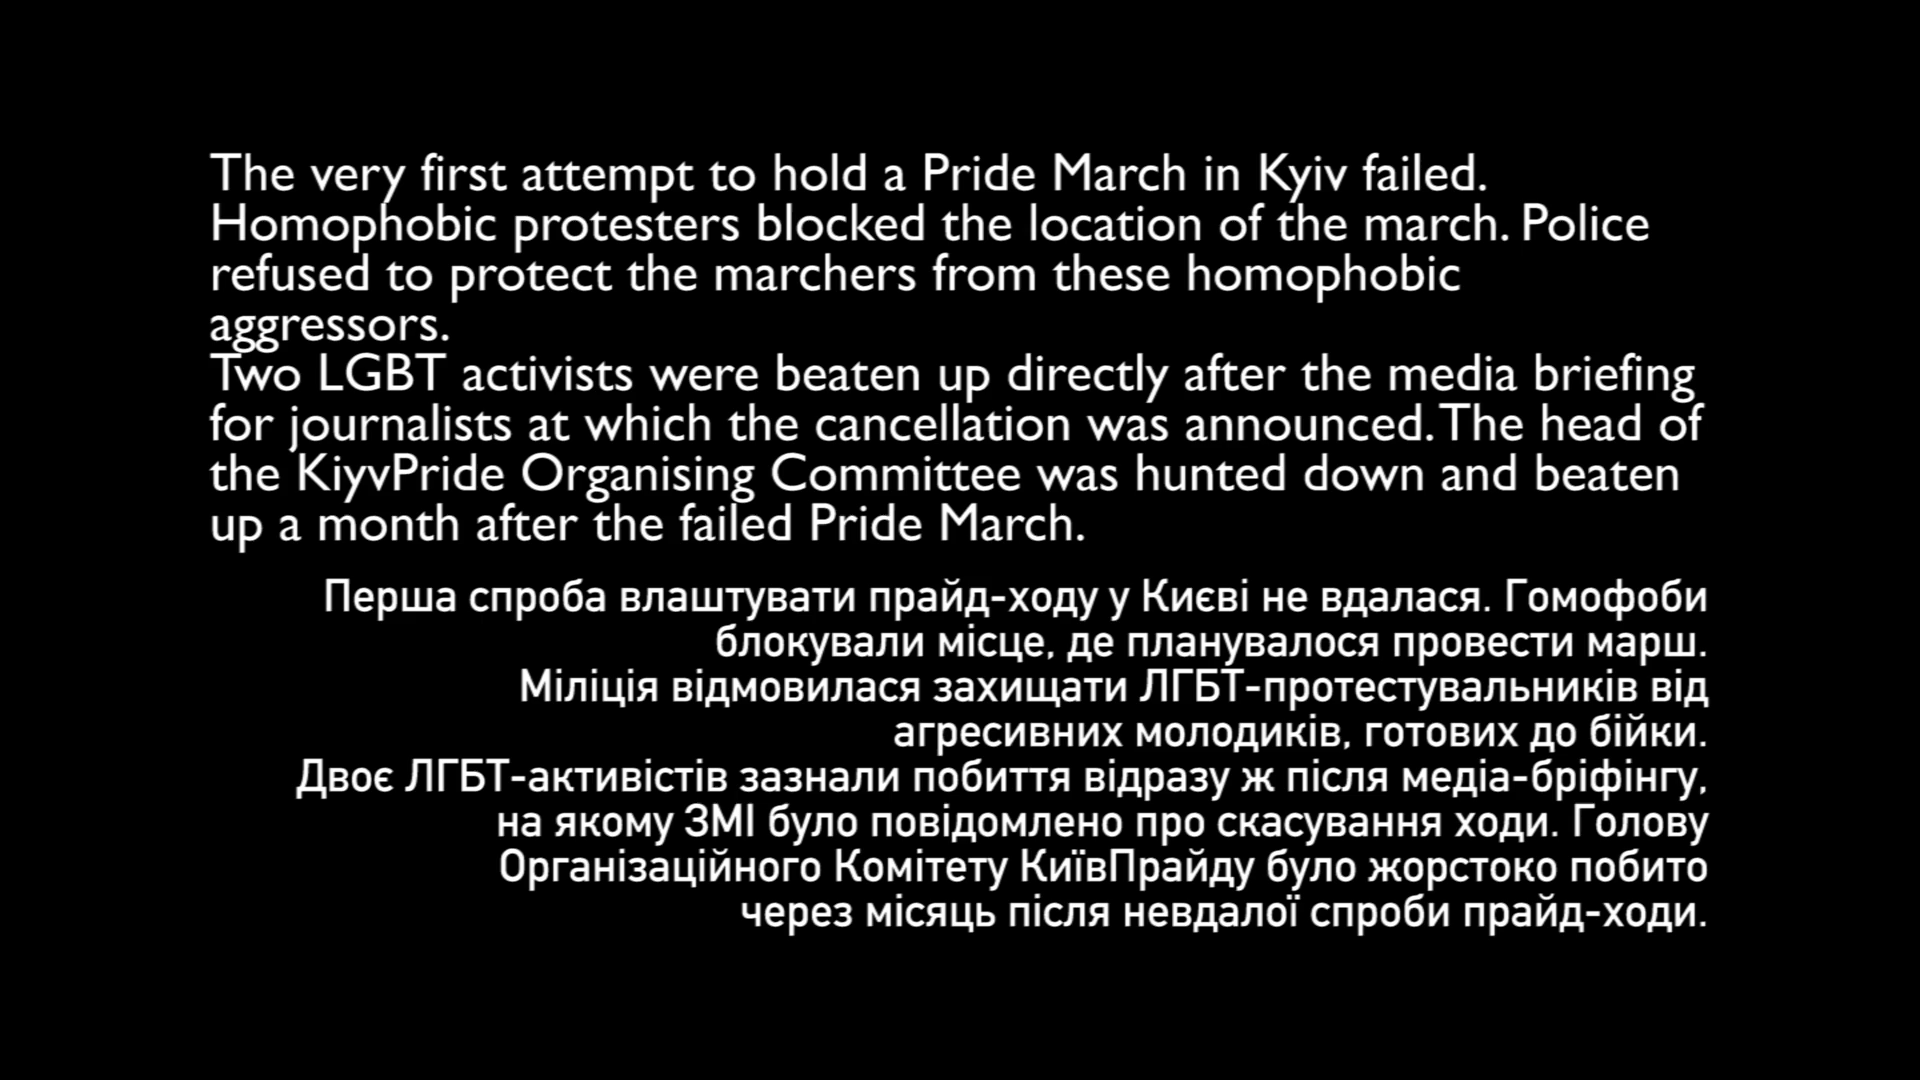 The very first attempt to hold a Pride March in Kyiv failed.
Homophobic protesters blocked the location of the march. Police
refused to protect the marchers from these homophobic
aggressors.
Two LGBT activists were beaten up directly after the media briefing
for journalists at which the cancellation was announced. The head of
the KiyvPride Organising Committee was hunted down and beaten
up a month after the failed Pride March.
Перша спроба влаштувати прайд-ходу у Києві не вдалася. Гомофоби
блокували місце, де планувалося провести марш.
Міліція відмовилася захищати ЛГБТ-протестувальників від
агресивних молодиків, готових до бійки.
Двоє ЛГБТ-активістів зазнали побиття відразу ж після медіа-бріфінгу,
на якому ЗМІ було повідомлено про скасування ходи. Голову
Організаційного Комітету КиївПрайду було жорстоко побито
через місяць після невдалої спроби прайд-ходи.